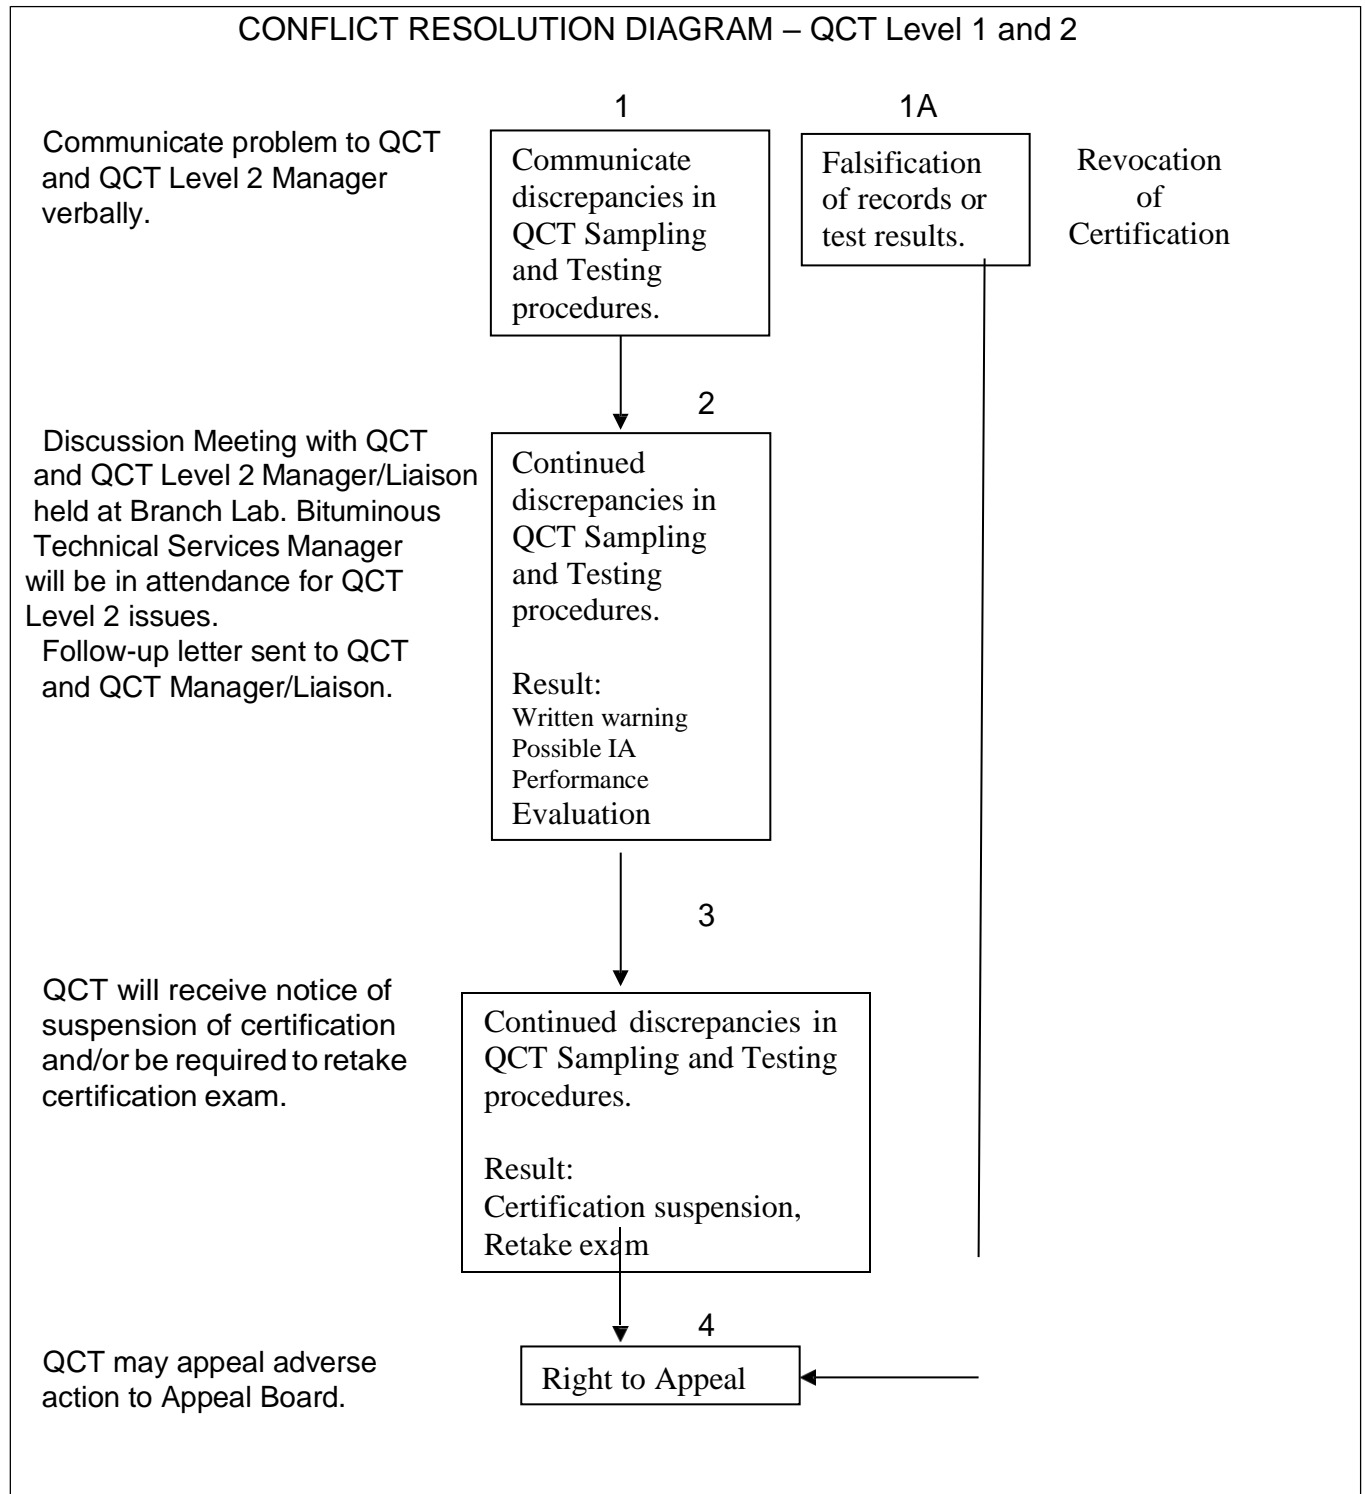 CONFLICT RESOLUTION DIAGRAM – QCT Level 1 and 2
1
1A
Communicate problem to QCT
and QCT Level 2 Manager
verbally.
Communicate
discrepancies in
QCT Sampling
and Testing
procedures.
Falsification
of records or
test results.
Revocation
of
Certification
2
Discussion Meeting with QCT
and QCT Level 2 Manager/Liaison
held at Branch Lab. Bituminous
Technical Services Manager
will be in attendance for QCT
Level 2 issues.
Follow-up letter sent to QCT
and QCT Manager/Liaison.
Continued
discrepancies in
QCT Sampling
and Testing
procedures.
Result:
Written warning
Possible IA
Performance
Evaluation
3
QCT will receive notice of
suspension of certification
and/or be required to retake
certification exam.
Continued discrepancies in
QCT Sampling and Testing
procedures.
Result:
Certification suspension,
Retake exam
4
QCT may appeal adverse
action to Appeal Board.
Right to Appeal